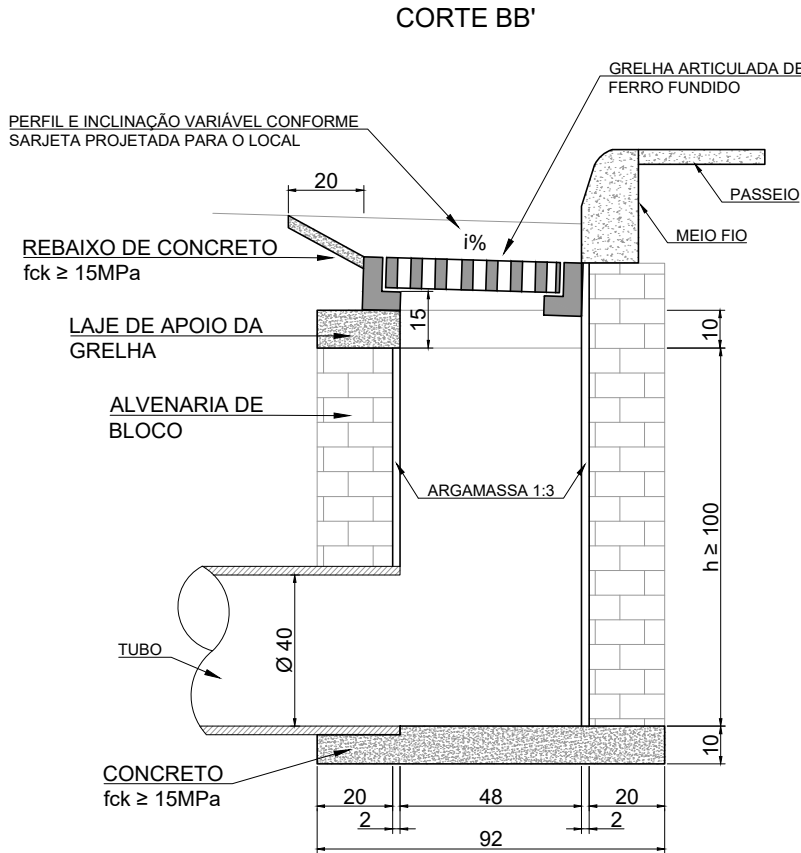 CORTE BB'
GRELHA ARTICULADA DE
FERRO FUNDIDO
PERFIL E INCLINAÇÃO VARIÁVEL CONFORME
SARJETA PROJETADA PARA O LOCAL
20
PASSEIO
i%
MEIO FIO
REBAIXO DE CONCRETO
fck ≥ 15MPa
15
10
LAJE DE APOIO DA
GRELHA
ALVENARIA DE
BLOCO
ARGAMASSA 1:3
h ≥ 100
Ø 40
TUBO
10
CONCRETO
fck ≥ 15MPa
20
48
20
2
2
92